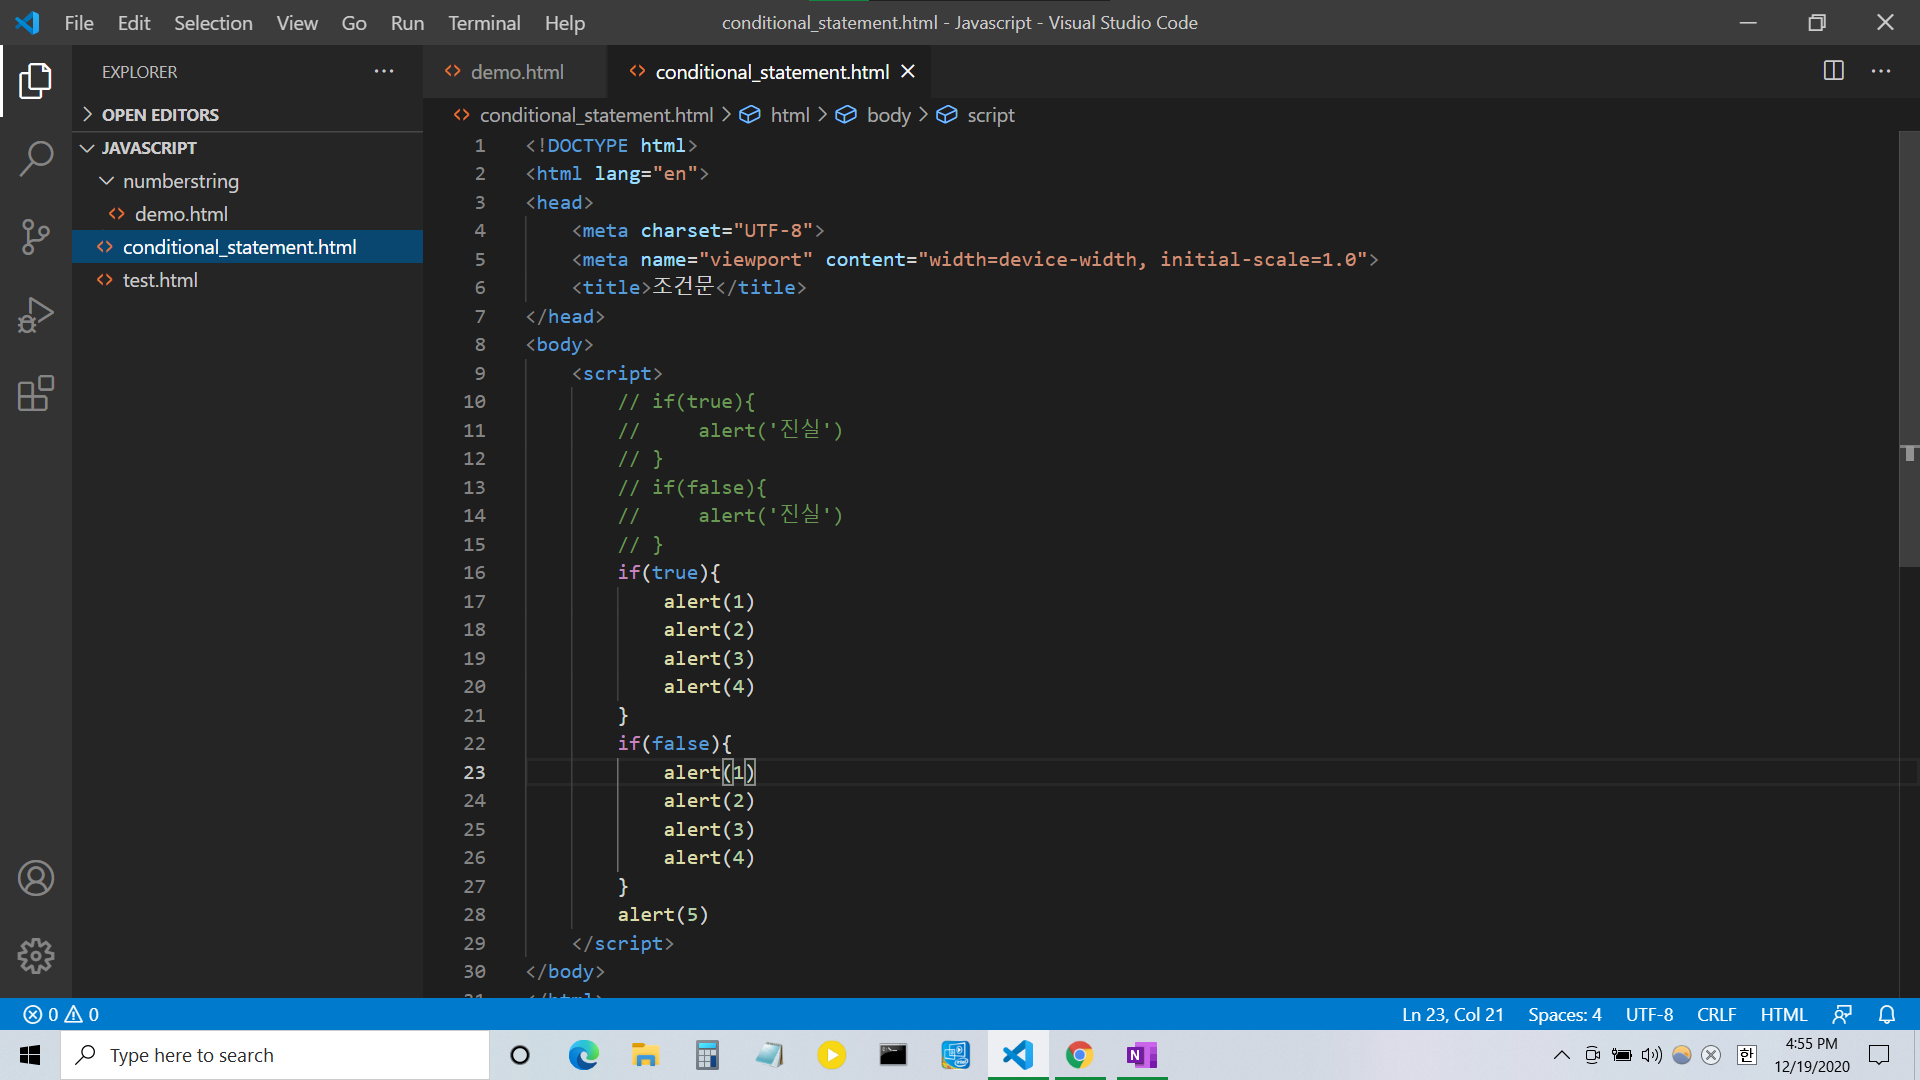 File Edit Selection View Go Run Terminal Help conditional_statement.html - Javascript - Visual Studio Code
EXPLORER
OPEN EDITORS
JAVASCRIPT
numberstring
demo.html
conditional_statement.html
test.html
demo.html conditional_statement.html
conditional_statement.html > html > body > script
1 <!DOCTYPE html>
2 <html lang="en">
3 <head>
4 <meta charset="UTF-8">
5 <meta name="viewport" content="width=device-width, initial-scale=1.0">
6 <title>조건문</title>
7 </head>
8 <body>
9 <script>
10 // if(true){
11 // alert('진실')
12 // }
13 // if(false){
14 // alert('진실')
15 // }
16 if(true){
17 alert(1)
18 alert(2)
19 alert(3)
20 alert(4)
21 }
22 if(false){
23 alert(1)
24 alert(2)
25 alert(3)
26 alert(4)
27 }
28 alert(5)
29 </script>
30 </body>
31 </html>
0 0 Ln 23, Col 21 Spaces: 4 UTF-8 CRLF HTML
Type here to search
한
4:55 PM
12/19/2020